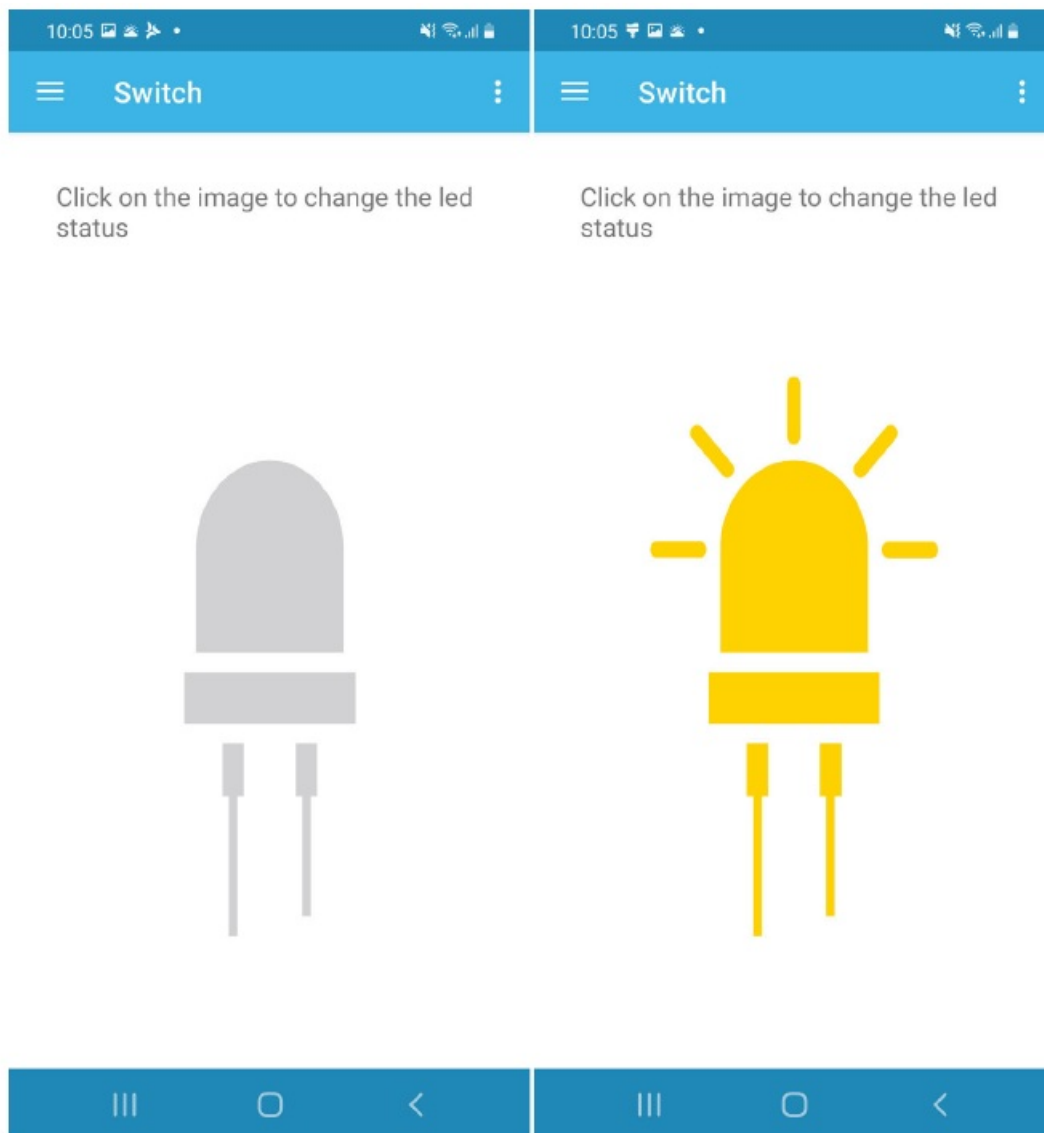 10:05
Switch
Click on the image to change the led
status
10:05
Switch
Click on the image to change the led
status